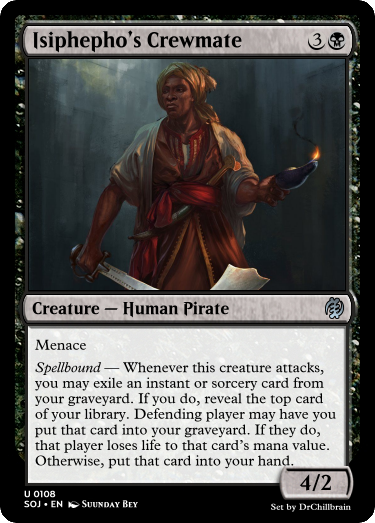 Isiphepho's Crewmate
3
Creature — Human Pirate
Menace
Spellbound — Whenever this creature attacks,
you may exile an instant or sorcery card from
your graveyard. If you do, reveal the top card
of your library. Defending player may have you
put that card into your graveyard. If they do,
that player loses life to that card's mana value.
Otherwise, put that card into your hand.
4/2
U 0108
SOJ • EN Suunday Bey
Set by DrChillbrain